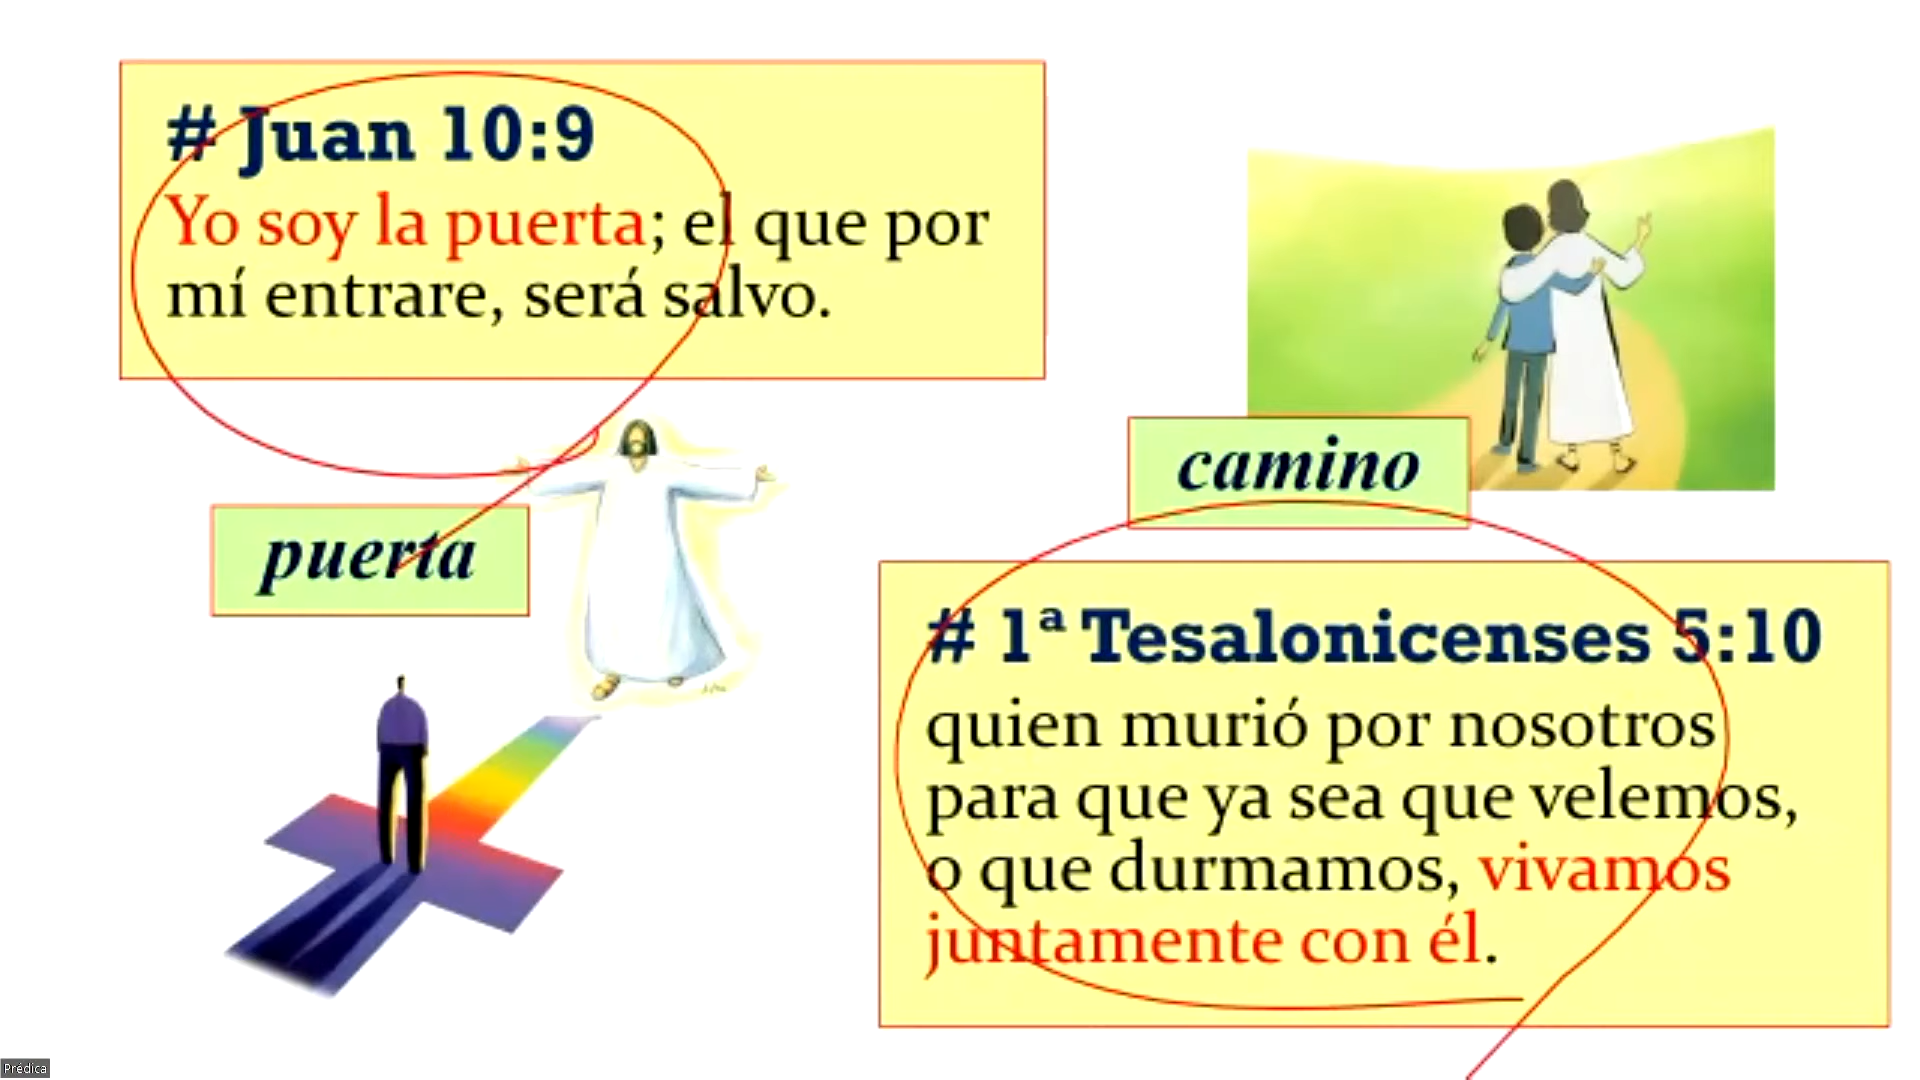 # Juan 10:9
Yo soy la puerta; el que por
mí entrare, será salvo.
puerta
camino
# 1ª Tesalonicenses 5:10
quien murió por nosotros
para que ya sea que velemos,
o que durmamos, vivamos
juntamente con él.
Prédica